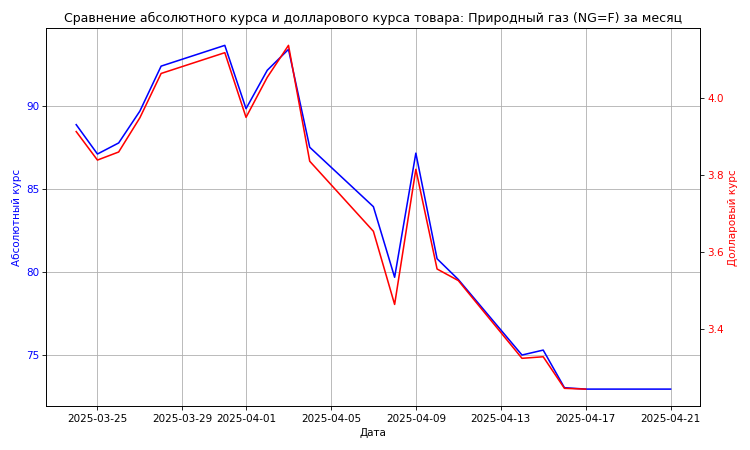 Сравнение абсолютного курса и долларового курса товара: Природный газ (NG=F) за месяц
90
85
80
75
Абсолютный курс
4.0
3.8
3.6
3.4
Долларовый курс
2025-03-25 2025-03-29 2025-04-01 2025-04-05 2025-04-09 2025-04-13 2025-04-17 2025-04-21
Дата